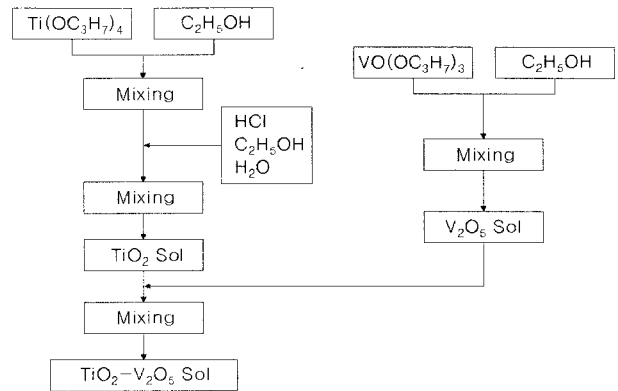 Ti(OC₃H₇)₄
C₂H₅OH
Mixing
HCl
C₂H₅OH
H₂O
Mixing
TiO₂ Sol
Mixing
TiO₂-V₂O₅ Sol
VO(OC₃H₇)₃
C₂H₅OH
Mixing
V₂O₅ Sol